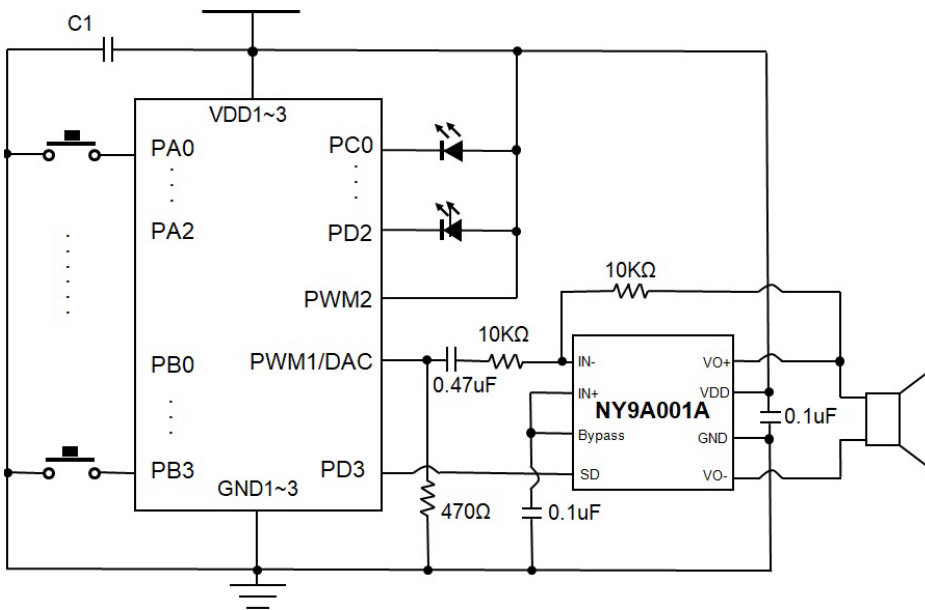 C1
VDD1~3
PA0
PC0
PA2
PD2
PWM2
10KΩ
10KΩ
PB0
PWM1/DAC
IN-
VO+
0.47uF
IN+
VDD
NY9A001A
0.1uF
Bypass
GND
PB3
PD3
SD
VO-
GND1~3
470Ω
0.1uF